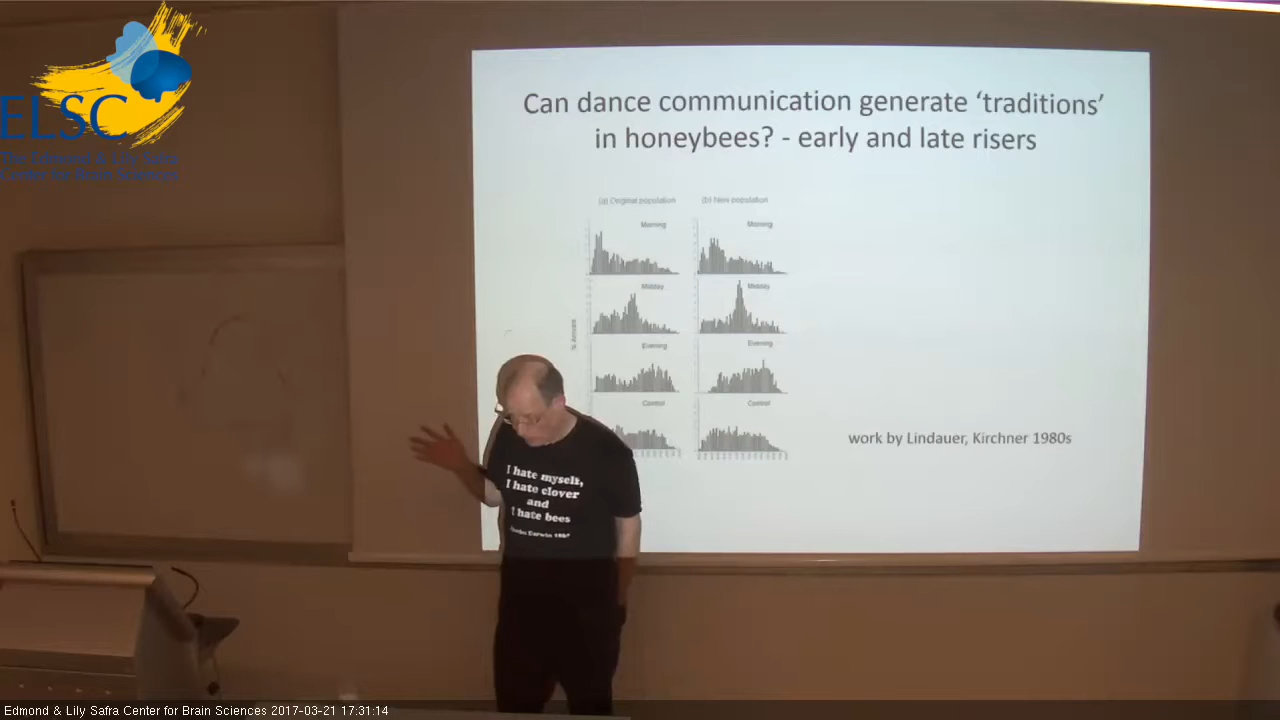 ELSC
The Edmond & Lily Safra
Center for Brain Sciences
Can dance communication generate ‘traditions’
in honeybees? - early and late risers
(a) Original population
(b) New population
Morning
Morning
Midday
Midday
Evening
Evening
Control
Control
work by Lindauer, Kirchner 1980s
I hate myself,
I hate clover
and
I hate bees
Darwin
Edmond & Lily Safra Center for Brain Sciences 2017-03-21 17:31:14